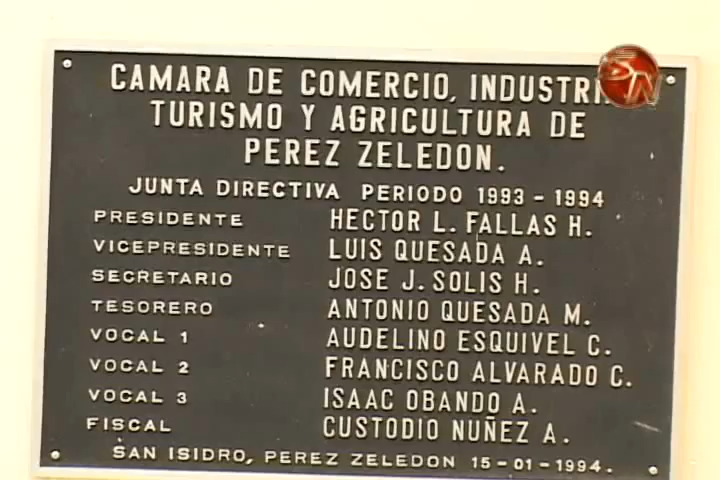 CAMARA DE COMERCIO, INDUSTRI
TURISMO Y AGRICULTURA DE
PEREZ ZELEDON.
JUNTA DIRECTIVA PERIODO 1993 - 1994
PRESIDENTE HECTOR L. FALLAS H.
VICEPRESIDENTE LUIS QUESADA A.
SECRETARIO JOSE J. SOLIS H.
TESORERO ANTONIO QUESADA M.
VOCAL 1 AUDELINO ESQUIVEL C.
VOCAL 2 FRANCISCO ALVARADO C.
VOCAL 3 ISAAC OBANDO A.
FISCAL CUSTODIO NUÑEZ A.
SAN ISIDRO, PEREZ ZELEDON 15-01-1994.